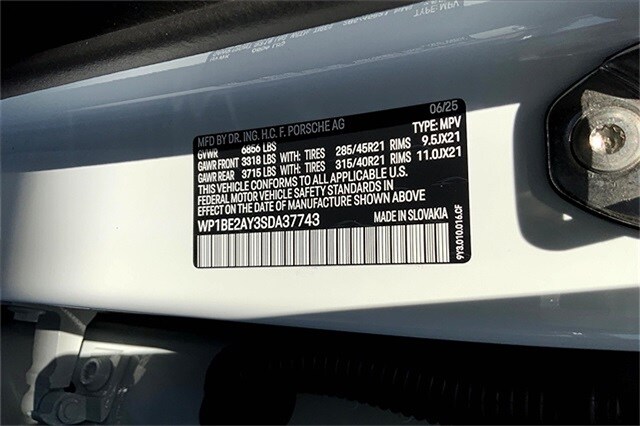 06/25
MFD BY DR. ING. H.C. F. PORSCHE AG
GVWR 6856 LBS TYPE: MPV
GAWR FRONT 3318 LBS WITH: TIRES 285/45R21 RIMS 9.5JX21
GAWR REAR 3715 LBS WITH: TIRES 315/40R21 RIMS 11.0JX21
THIS VEHICLE CONFORMS TO ALL APPLICABLE U.S.
FEDERAL MOTOR VEHICLE SAFETY STANDARDS IN
EFFECT ON THE DATE OF MANUFACTURE SHOWN ABOVE
WP1BE2AY3SDA37743 MADE IN SLOVAKIA
9Y3.010.016.CF